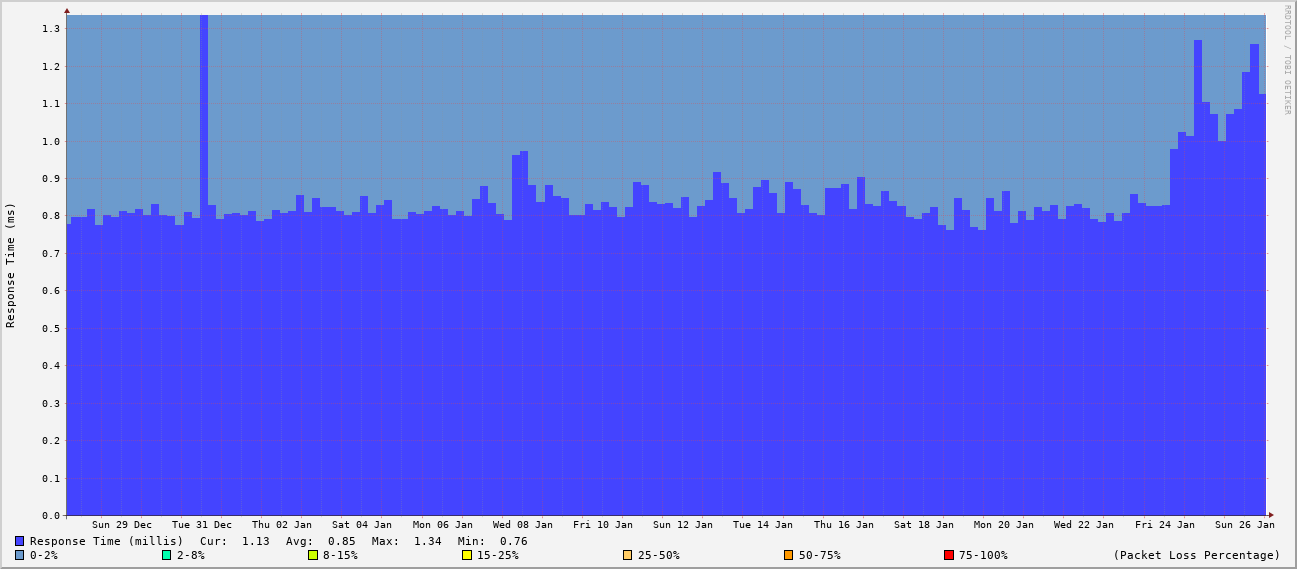 RRDTOOL / TOBI OETIKER
Response Time (ms)
1.3
1.2
1.1
1.0
0.9
0.8
0.7
0.6
0.5
0.4
0.3
0.2
0.1
0.0
Sun 29 Dec Tue 31 Dec Thu 02 Jan Sat 04 Jan Mon 06 Jan Wed 08 Jan Fri 10 Jan Sun 12 Jan Tue 14 Jan Thu 16 Jan Sat 18 Jan Mon 20 Jan Wed 22 Jan Fri 24 Jan Sun 26 Jan
Response Time (millis) Cur: 1.13 Avg: 0.85 Max: 1.34 Min: 0.76
0-2% 2-8% 8-15% 15-25% 25-50% 50-75% 75-100% (Packet Loss Percentage)